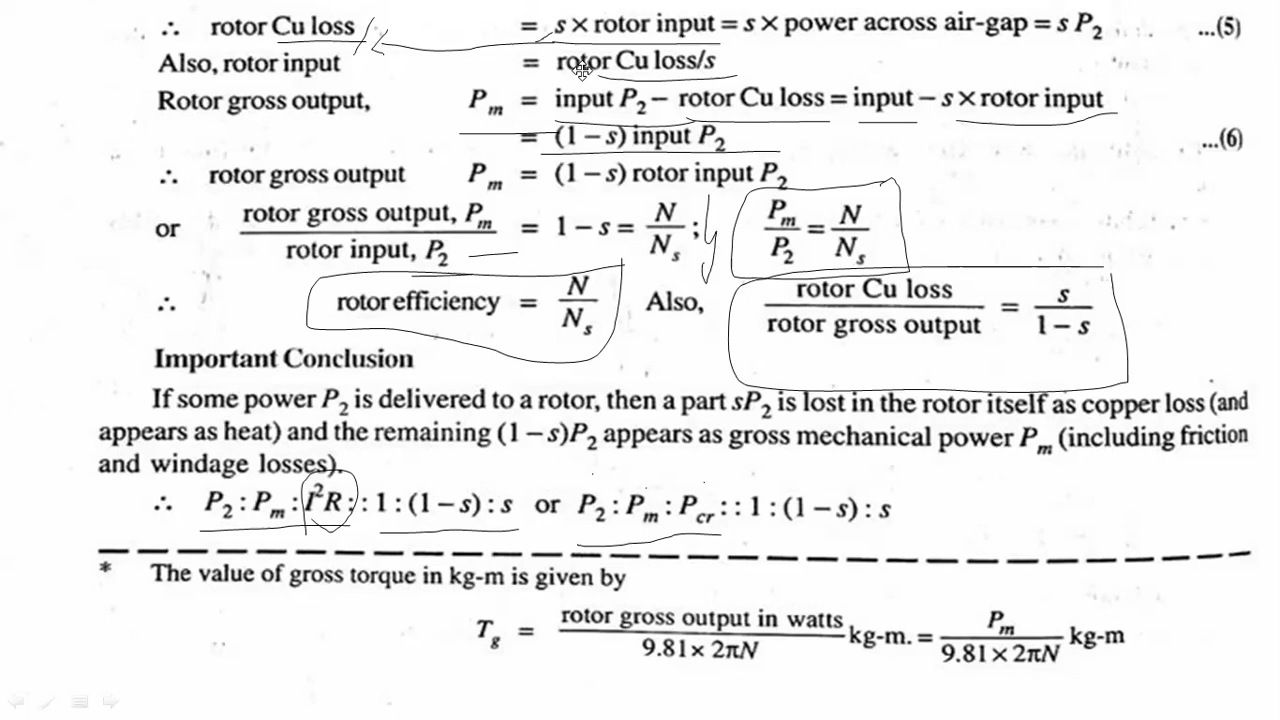 ∴ rotor Cu loss = s × rotor input = s × power across air-gap = s P₂ ...(5)
Also, rotor input = rotor Cu loss/s
Rotor gross output, Pₘ = input P₂ − rotor Cu loss = input − s × rotor input
= (1 − s) input P₂ ...(6)
∴ rotor gross output Pₘ = (1 − s) rotor input P₂
or rotor gross output, Pₘ / rotor input, P₂ = 1 − s = N/Nₛ ; Pₘ/P₂ = N/Nₛ
∴ rotor efficiency = N/Nₛ Also, rotor Cu loss / rotor gross output = s/(1 − s)
Important Conclusion
If some power P₂ is delivered to a rotor, then a part sP₂ is lost in the rotor itself as copper loss (and
appears as heat) and the remaining (1 − s)P₂ appears as gross mechanical power Pₘ (including friction
and windage losses).
∴ P₂ : Pₘ : I²R : : 1 : (1 − s) : s or P₂ : Pₘ : P_cr : : 1 : (1 − s) : s
* The value of gross torque in kg-m is given by
T_g = rotor gross output in watts / 9.81 × 2πN kg-m. = Pₘ / 9.81 × 2πN kg-m